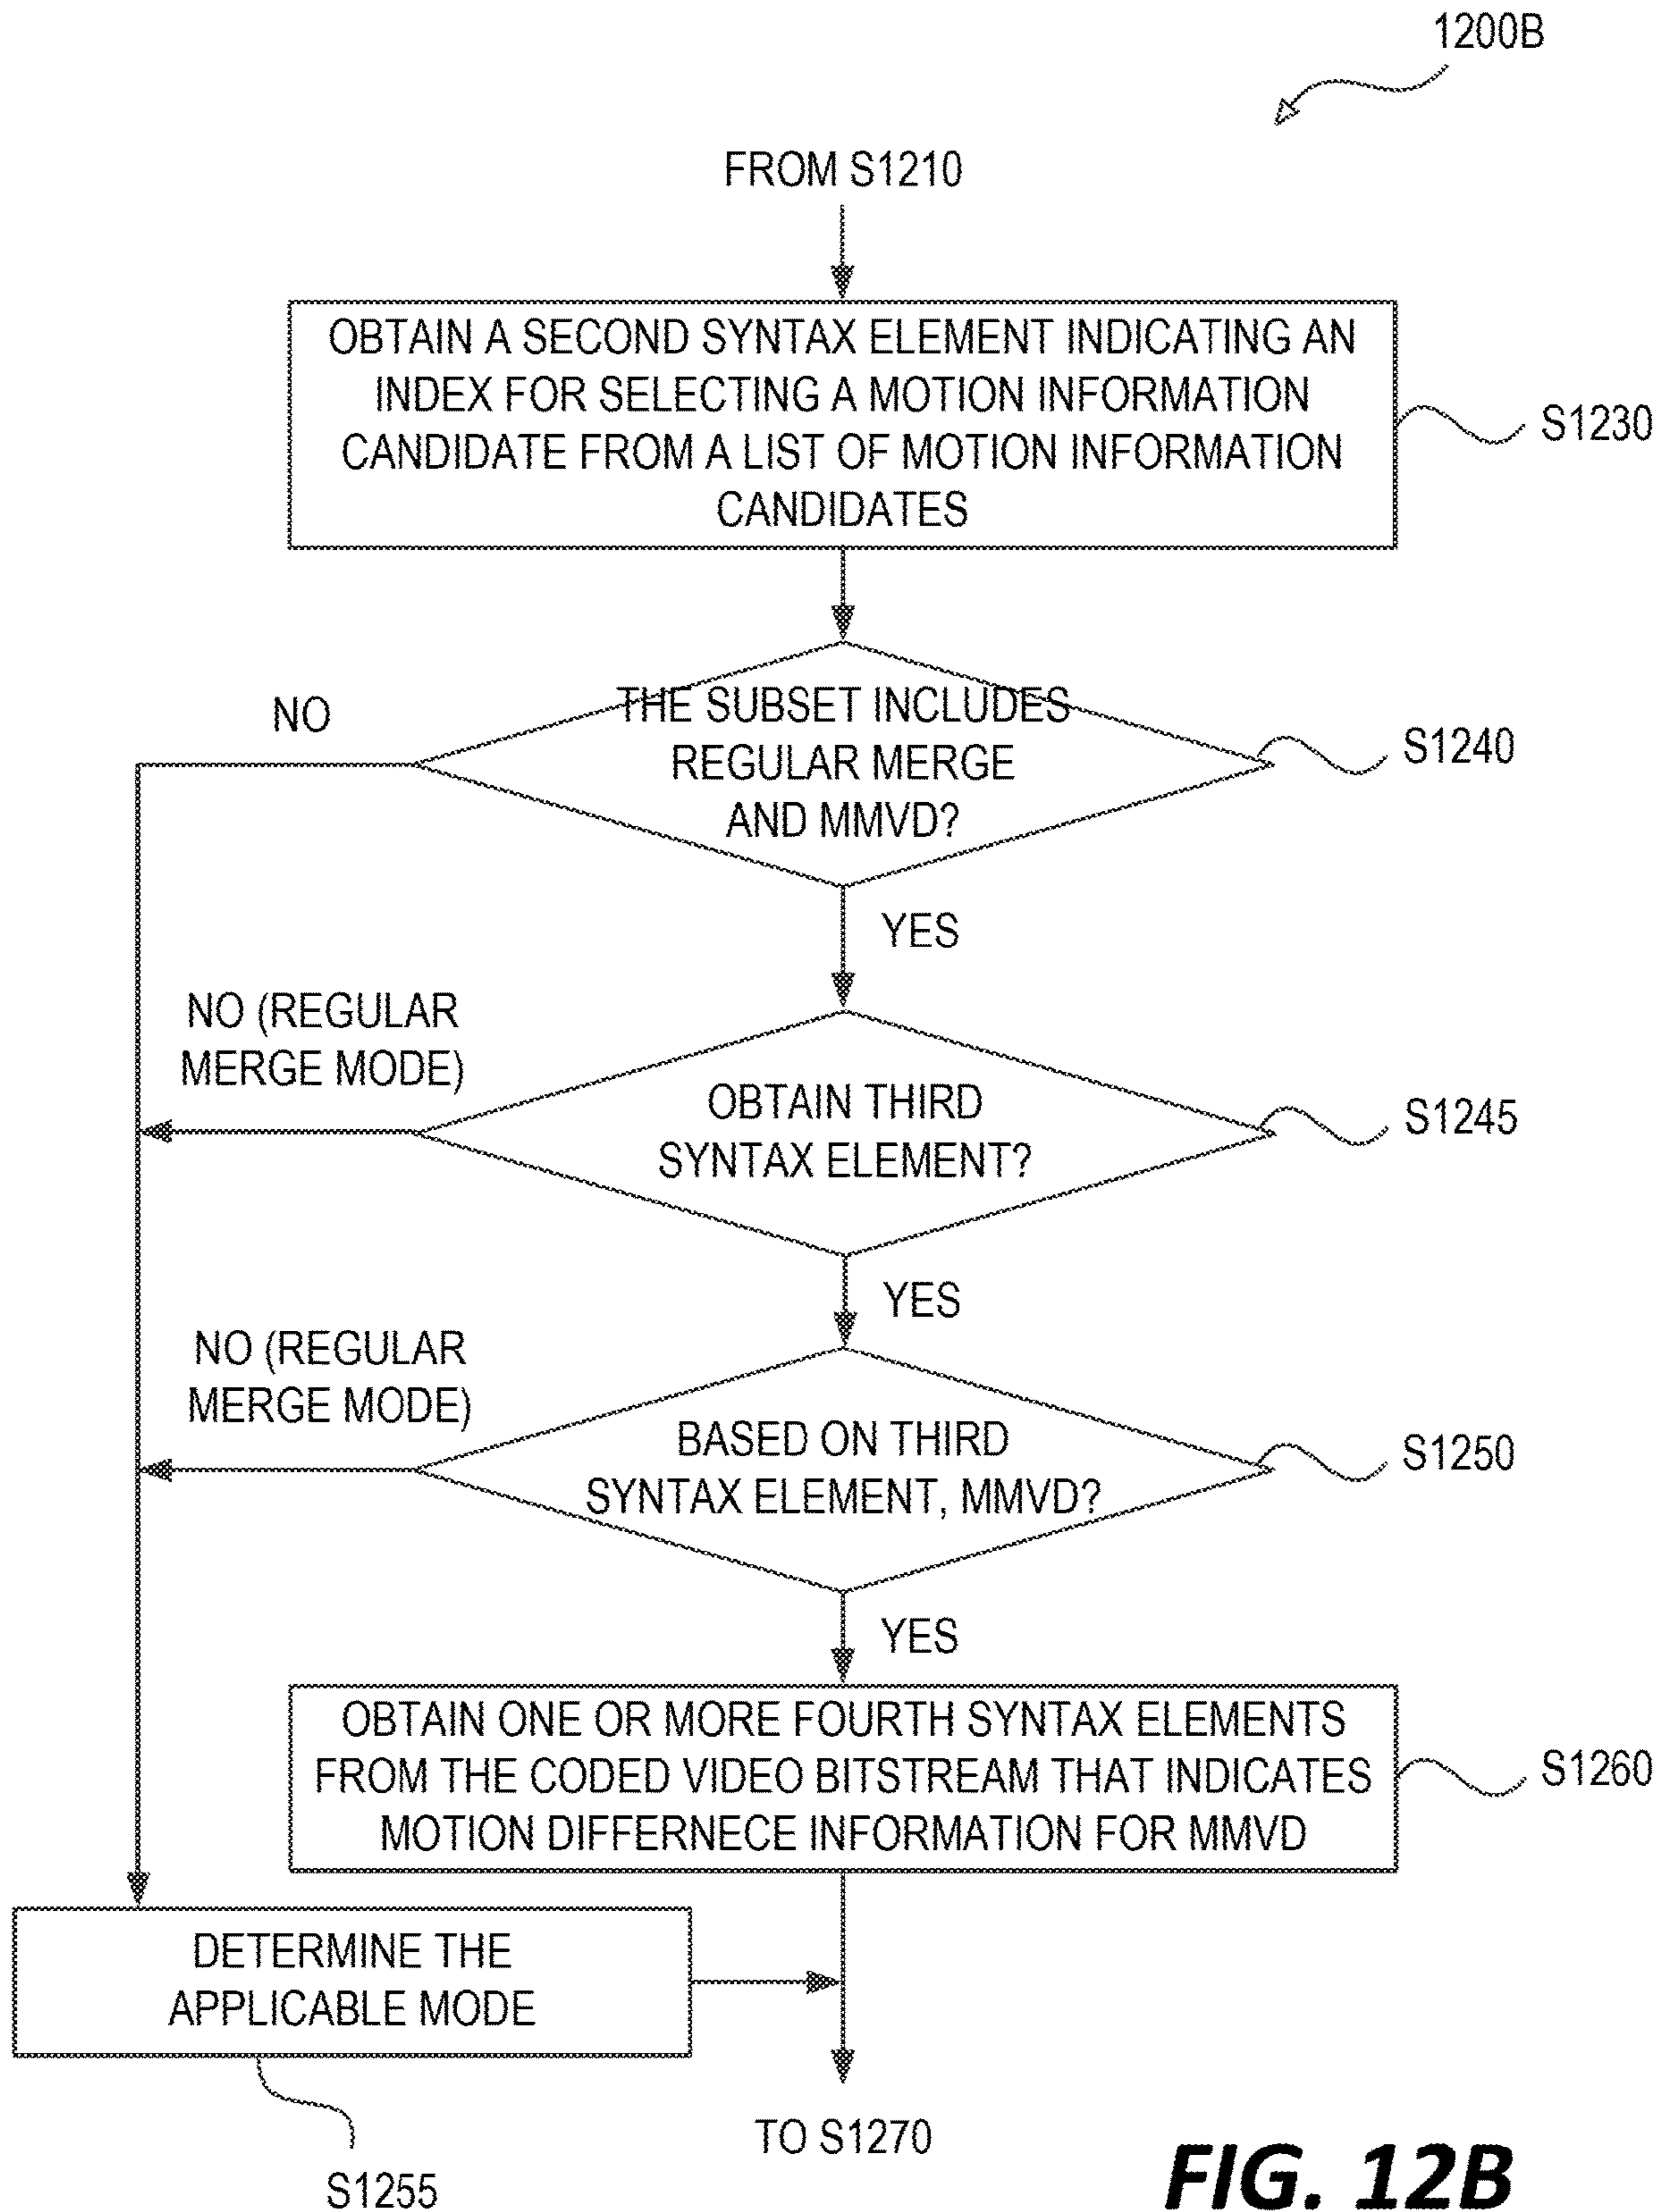 1200B
FROM S1210
OBTAIN A SECOND SYNTAX ELEMENT INDICATING AN
INDEX FOR SELECTING A MOTION INFORMATION
CANDIDATE FROM A LIST OF MOTION INFORMATION
CANDIDATES
S1230
NO
THE SUBSET INCLUDES
REGULAR MERGE
AND MMVD?
S1240
YES
NO (REGULAR
MERGE MODE)
OBTAIN THIRD
SYNTAX ELEMENT?
S1245
YES
NO (REGULAR
MERGE MODE)
BASED ON THIRD
SYNTAX ELEMENT, MMVD?
S1250
YES
OBTAIN ONE OR MORE FOURTH SYNTAX ELEMENTS
FROM THE CODED VIDEO BITSTREAM THAT INDICATES
MOTION DIFFERNECE INFORMATION FOR MMVD
S1260
DETERMINE THE
APPLICABLE MODE
S1255
TO S1270
FIG. 12B